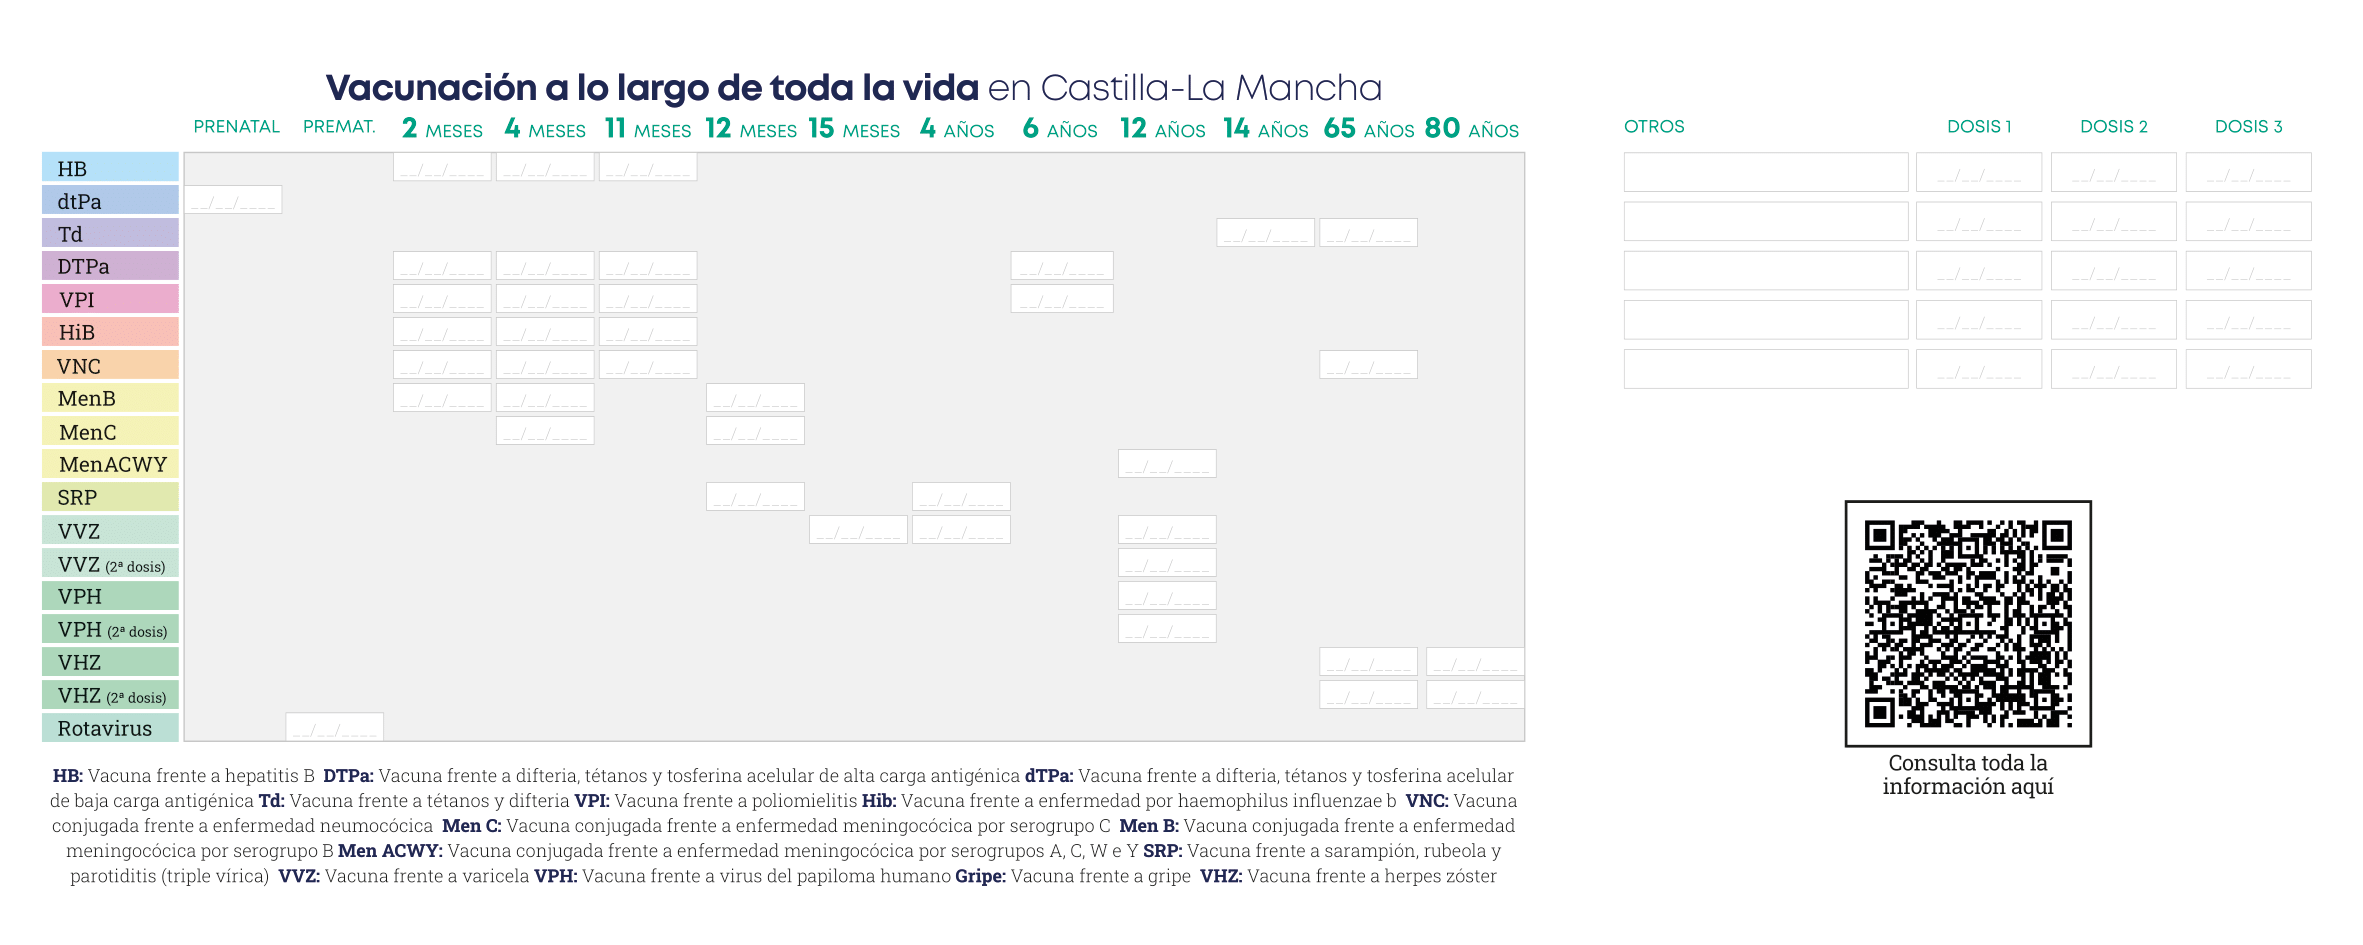 Vacunación a lo largo de toda la vida en Castilla-La Mancha
PRENATAL PREMAT. 2 MESES 4 MESES 11 MESES 12 MESES 15 MESES 4 AÑOS 6 AÑOS 12 AÑOS 14 AÑOS 65 AÑOS 80 AÑOS
HB __/__/____ __/__/____ __/__/____
dtPa __/__/____
Td __/__/____ __/__/____
DTPa __/__/____ __/__/____ __/__/____ __/__/____
VPI __/__/____ __/__/____ __/__/____ __/__/____
HiB __/__/____ __/__/____ __/__/____
VNC __/__/____ __/__/____ __/__/____ __/__/____
MenB __/__/____ __/__/____ __/__/____
MenC __/__/____ __/__/____
MenACWY __/__/____
SRP __/__/____ __/__/____
VVZ __/__/____ __/__/____ __/__/____
VVZ (2ª dosis) __/__/____
VPH __/__/____
VPH (2ª dosis) __/__/____
VHZ __/__/____ __/__/____
VHZ (2ª dosis) __/__/____ __/__/____
Rotavirus __/__/____
HB: Vacuna frente a hepatitis B DTPa: Vacuna frente a difteria, tétanos y tosferina acelular de alta carga antigénica dTPa: Vacuna frente a difteria, tétanos y tosferina acelular
de baja carga antigénica Td: Vacuna frente a tétanos y difteria VPI: Vacuna frente a poliomielitis Hib: Vacuna frente a enfermedad por haemophilus influenzae b VNC: Vacuna
conjugada frente a enfermedad neumocócica Men C: Vacuna conjugada frente a enfermedad meningocócica por serogrupo C Men B: Vacuna conjugada frente a enfermedad
meningocócica por serogrupo B Men ACWY: Vacuna conjugada frente a enfermedad meningocócica por serogrupos A, C, W e Y SRP: Vacuna frente a sarampión, rubeola y
parotiditis (triple vírica) VVZ: Vacuna frente a varicela VPH: Vacuna frente a virus del papiloma humano Gripe: Vacuna frente a gripe VHZ: Vacuna frente a herpes zóster
OTROS DOSIS 1 DOSIS 2 DOSIS 3
__/__/____ __/__/____ __/__/____
__/__/____ __/__/____ __/__/____
__/__/____ __/__/____ __/__/____
__/__/____ __/__/____ __/__/____
__/__/____ __/__/____ __/__/____
Consulta toda la
información aquí